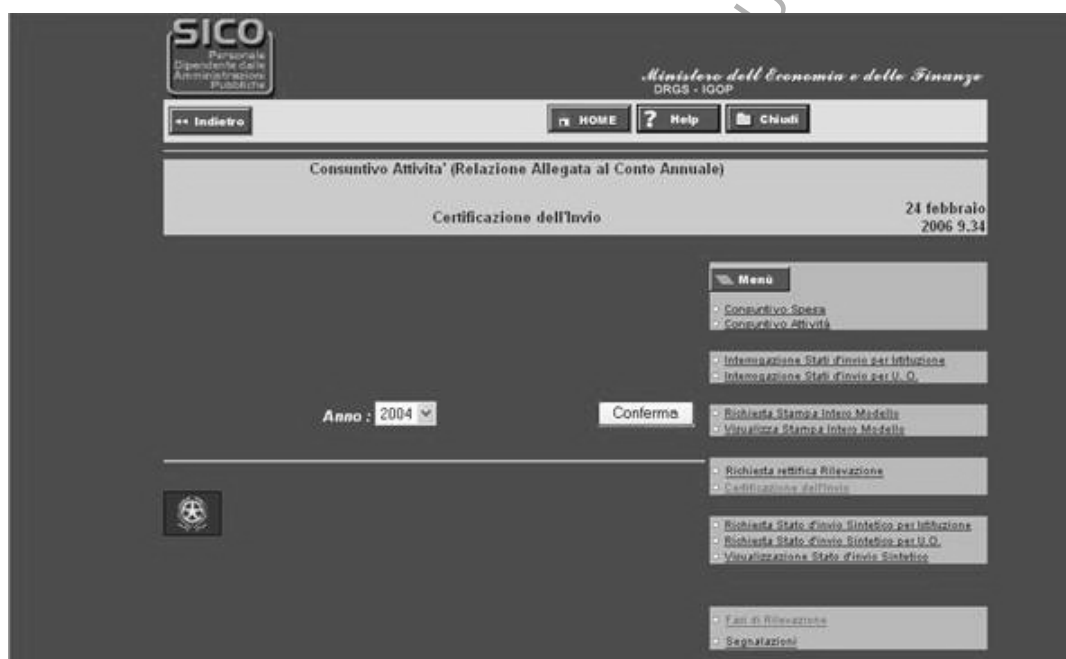 SICO
Personale
Dipendente dalle
Amministrazioni
Pubbliche
Ministero dell'Economia e delle Finanze
DRGS - IGOP
Indietro
HOME
? Help
Chiudi
Consuntivo Attivita' (Relazione Allegata al Conto Annuale)
Certificazione dell'Invio
24 febbraio
2006 9.34
Menù
Consuntivo Spesa
Consuntivo Attività
Interrogazione Stati d'invio per Istituzione
Interrogazione Stati d'invio per U. O.
Anno : 2004
Conferma
Richiesta Stampa Intero Modello
Visualizza Stampa Intero Modello
Richiesta rettifica Rilevazione
Certificazione dell'Invio
Richiesta Stato d'invio Sintetico per Istituzione
Richiesta Stato d'invio Sintetico per U.O.
Visualizzazione Stato d'invio Sintetico
Fasi di Rilevazione
Segnalazioni